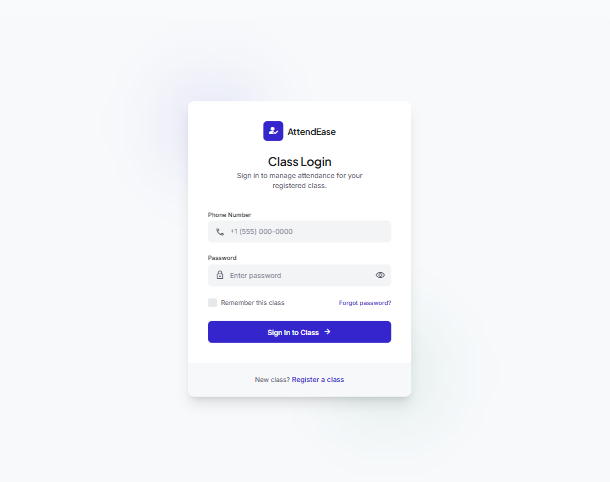 AttendEase
Class Login
Sign in to manage attendance for your
registered class.
Phone Number
+1 (555) 000-0000
Password
Enter password
Remember this class
Forgot password?
Sign In to Class →
New class? Register a class